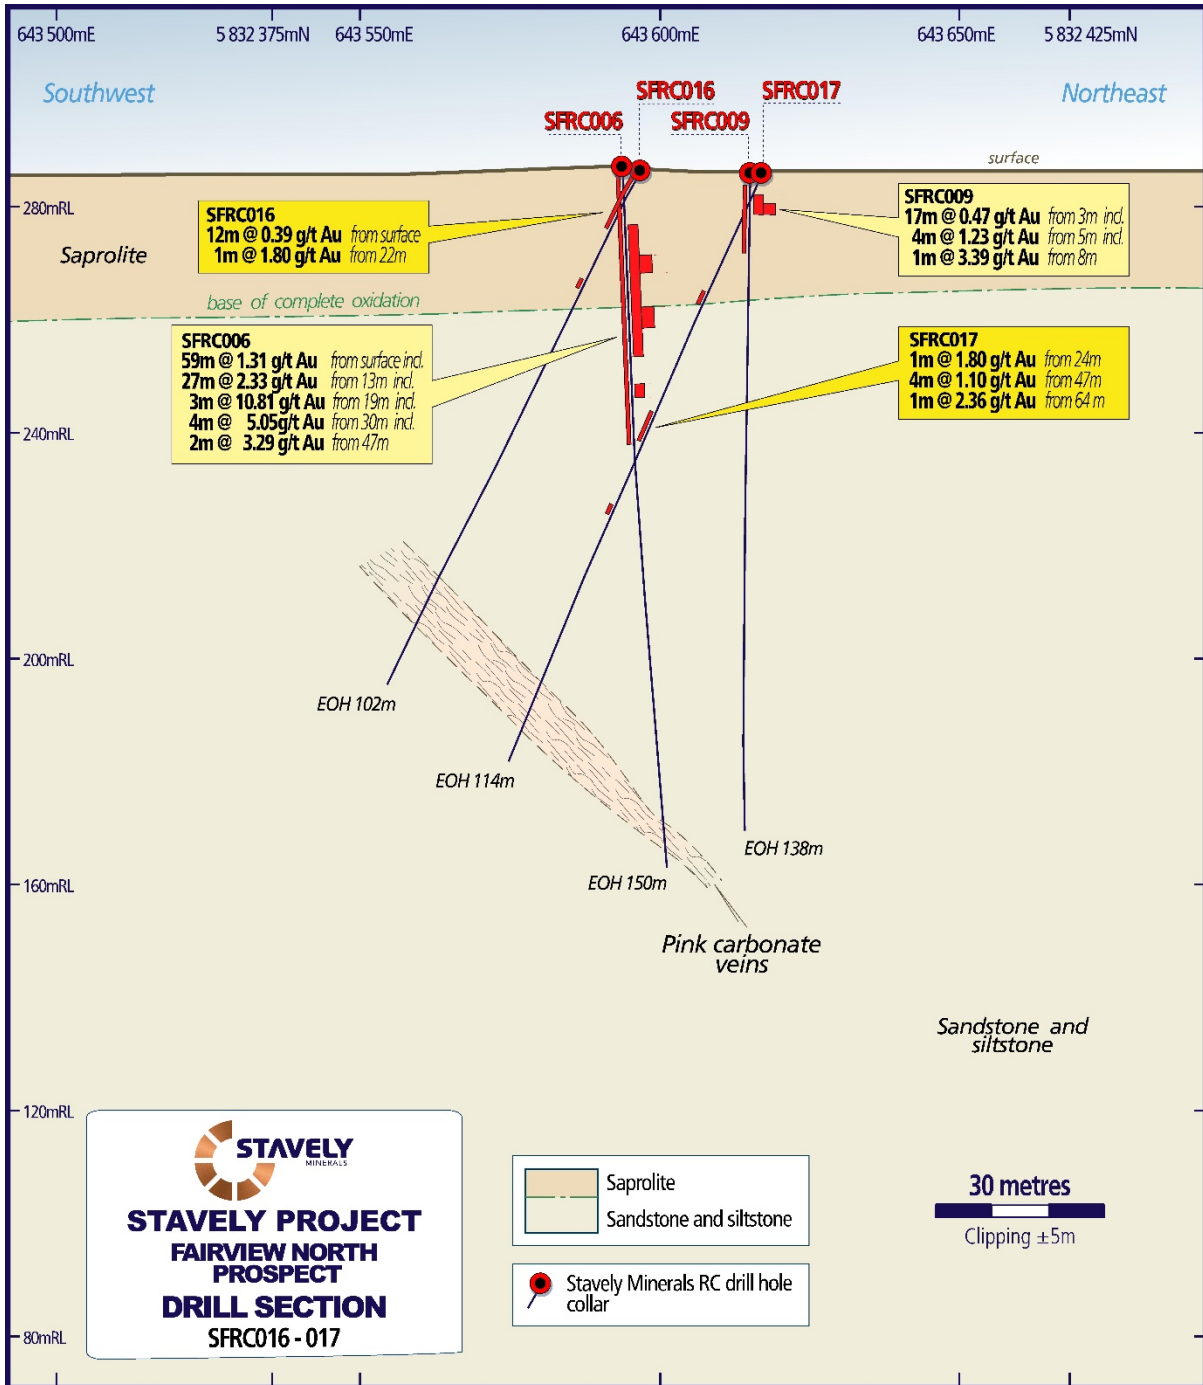 643 500mE 5 832 375mN 643 550mE 643 600mE 643 650mE 5 832 425mN
Southwest
Northeast
SFRC016
SFRC017
SFRC006
SFRC009
surface
280mRL
SFRC016
12m @ 0.39 g/t Au from surface
1m @ 1.80 g/t Au from 22m
SFRC009
17m @ 0.47 g/t Au from 3m incl.
4m @ 1.23 g/t Au from 5m incl.
1m @ 3.39 g/t Au from 8m
Saprolite
base of complete oxidation
SFRC006
59m @ 1.31 g/t Au from surface incl.
27m @ 2.33 g/t Au from 13m incl.
3m @ 10.81 g/t Au from 19m incl.
4m @ 5.05g/t Au from 30m incl.
2m @ 3.29 g/t Au from 47m
SFRC017
1m @ 1.80 g/t Au from 24m
4m @ 1.10 g/t Au from 47m
1m @ 2.36 g/t Au from 64 m
240mRL
200mRL
EOH 102m
EOH 114m
EOH 138m
EOH 150m
160mRL
Pink carbonate
veins
Sandstone and
siltstone
120mRL
STAVELY
MINERALS
STAVELY PROJECT
FAIRVIEW NORTH
PROSPECT
DRILL SECTION
SFRC016 - 017
Saprolite
Sandstone and siltstone
Stavely Minerals RC drill hole
collar
30 metres
Clipping ±5m
80mRL